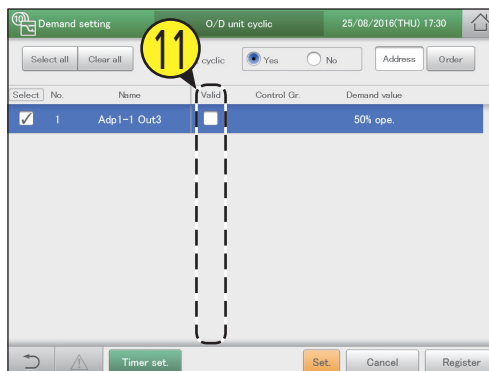 100 Demand setting O/D unit cyclic 25/08/2016(THU) 17:30
Select all Clear all 11 cyclic Yes No Address Order
Select No. Name Valid Control Gr. Demand value
1 Adp1-1 Out3 50% ope.
Timer set. Set. Cancel Register